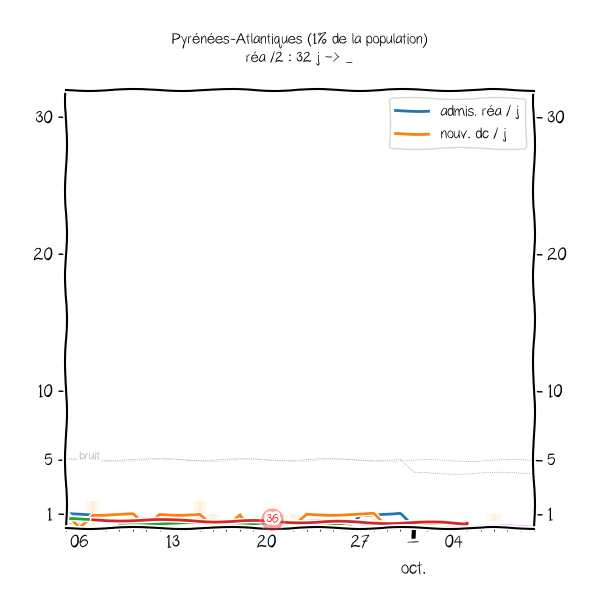 Pyrénées-Atlantiques (1% de la population)
réa /2 : 32 j -> _
admis. réa / j
nouv. dc / j
30
30
20
20
10
10
5
bruit
5
1
36
1
06
13
20
27
1
04
oct.